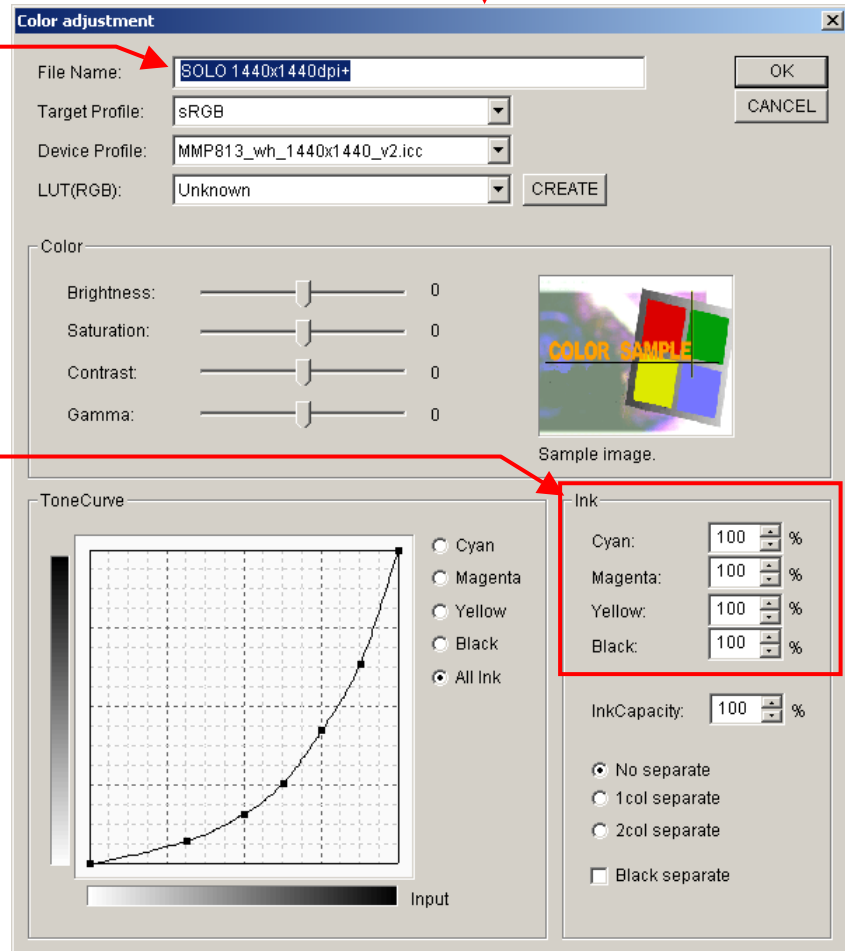 Color adjustment
File Name: SOLO 1440x1440dpi+ OK
Target Profile: sRGB CANCEL
Device Profile: MMP813_wh_1440x1440_v2.icc
LUT(RGB): Unknown CREATE
Color
Brightness: 0
Saturation: 0
Contrast: 0
Gamma: 0
COLOR SAMPLE
Sample image.
ToneCurve
Cyan
Magenta
Yellow
Black
All Ink
Input
Ink
Cyan: 100 %
Magenta: 100 %
Yellow: 100 %
Black: 100 %
InkCapacity: 100 %
No separate
1col separate
2col separate
Black separate